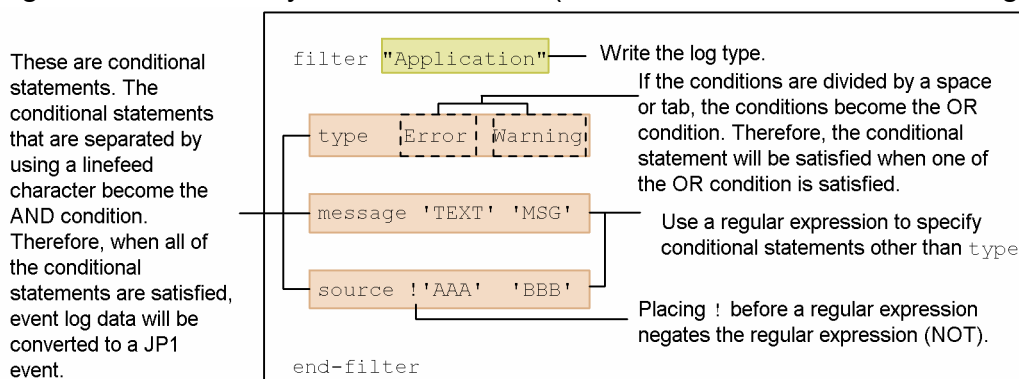 These are conditional
statements. The
conditional statements
that are separated by
using a linefeed
character become the
AND condition.
Therefore, when all of
the conditional
statements are satisfied,
event log data will be
converted to a JP1
event.
filter "Application"
Write the log type.
If the conditions are divided by a space
or tab, the conditions become the OR
condition. Therefore, the conditional
statement will be satisfied when one of
the OR condition is satisfied.
type Error Warning
message 'TEXT' 'MSG'
Use a regular expression to specify
conditional statements other than type
source !'AAA' 'BBB'
Placing ! before a regular expression
negates the regular expression (NOT).
end-filter